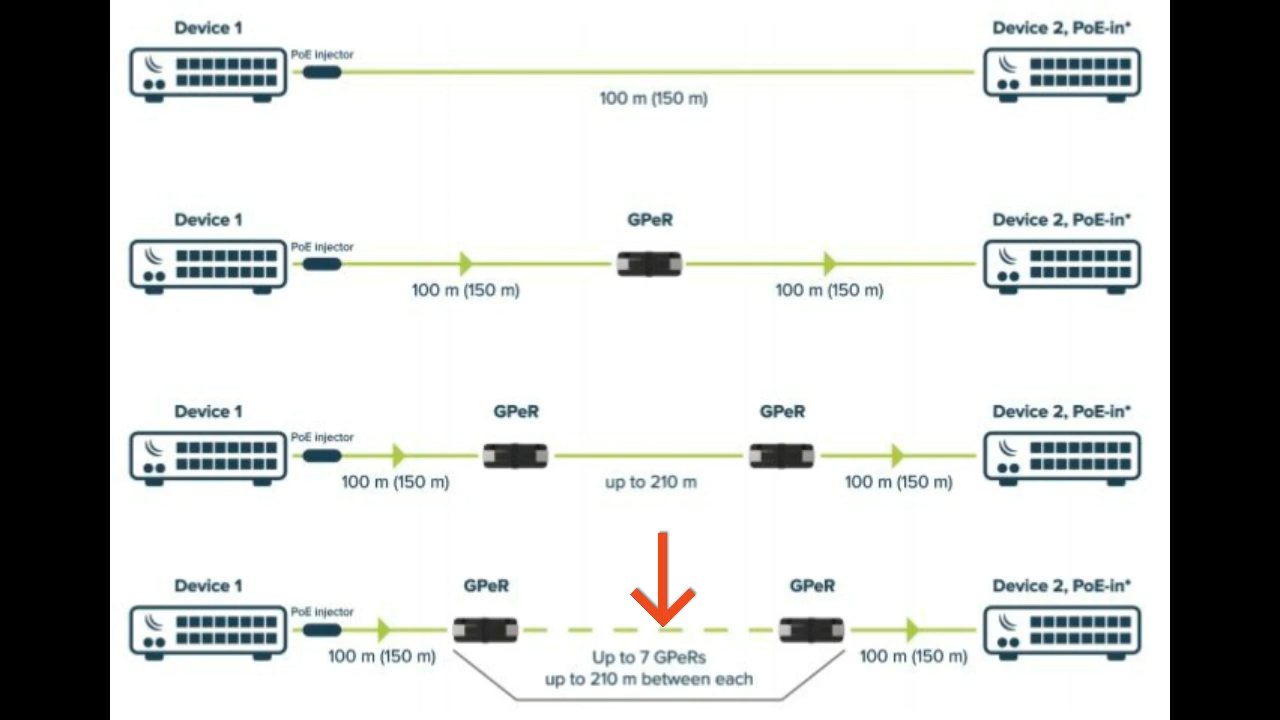 Device 1
Device 2, PoE-in*
PoE injector
100 m (150 m)
Device 1
GPeR
Device 2, PoE-in*
PoE injector
100 m (150 m)
100 m (150 m)
Device 1
GPeR
GPeR
Device 2, PoE-in*
PoE injector
100 m (150 m)
up to 210 m
100 m (150 m)
Device 1
GPeR
GPeR
Device 2, PoE-in*
PoE injector
100 m (150 m)
Up to 7 GPeRs
up to 210 m between each
100 m (150 m)